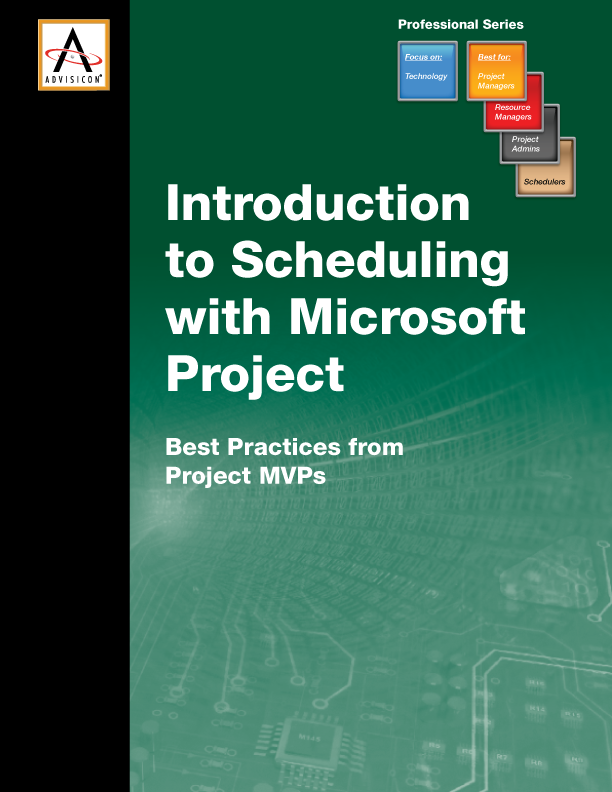 Professional Series
ADVISICON®
Focus on:
Technology
Best for:
Project
Managers
Resource
Managers
Project
Admins
Schedulers
Introduction
to Scheduling
with Microsoft
Project
Best Practices from
Project MVPs